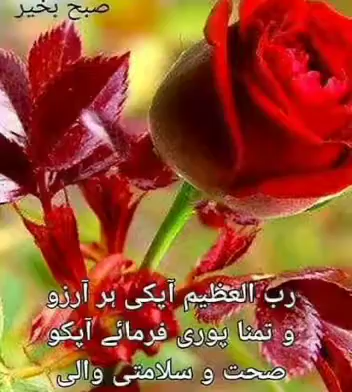 صبح بخیر
رب العظیم آپکی ہر آرزو
و تمنا پوری فرمائے آپکو
صحت و سلامتی والی